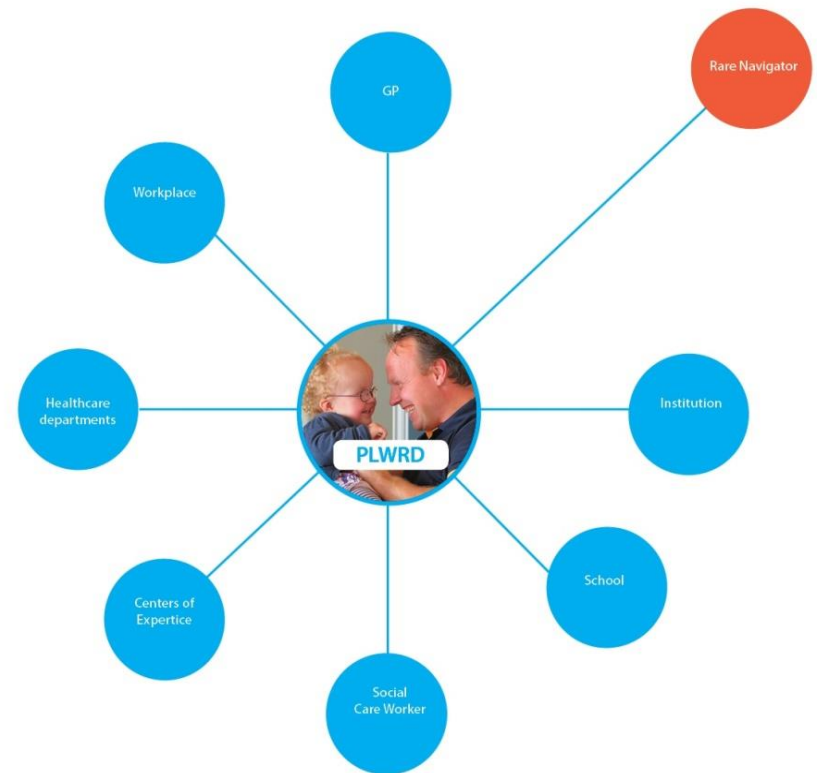 GP
Rare Navigator
Workplace
Healthcare
departments
PLWRD
Institution
Centers of
Expertice
School
Social
Care Worker